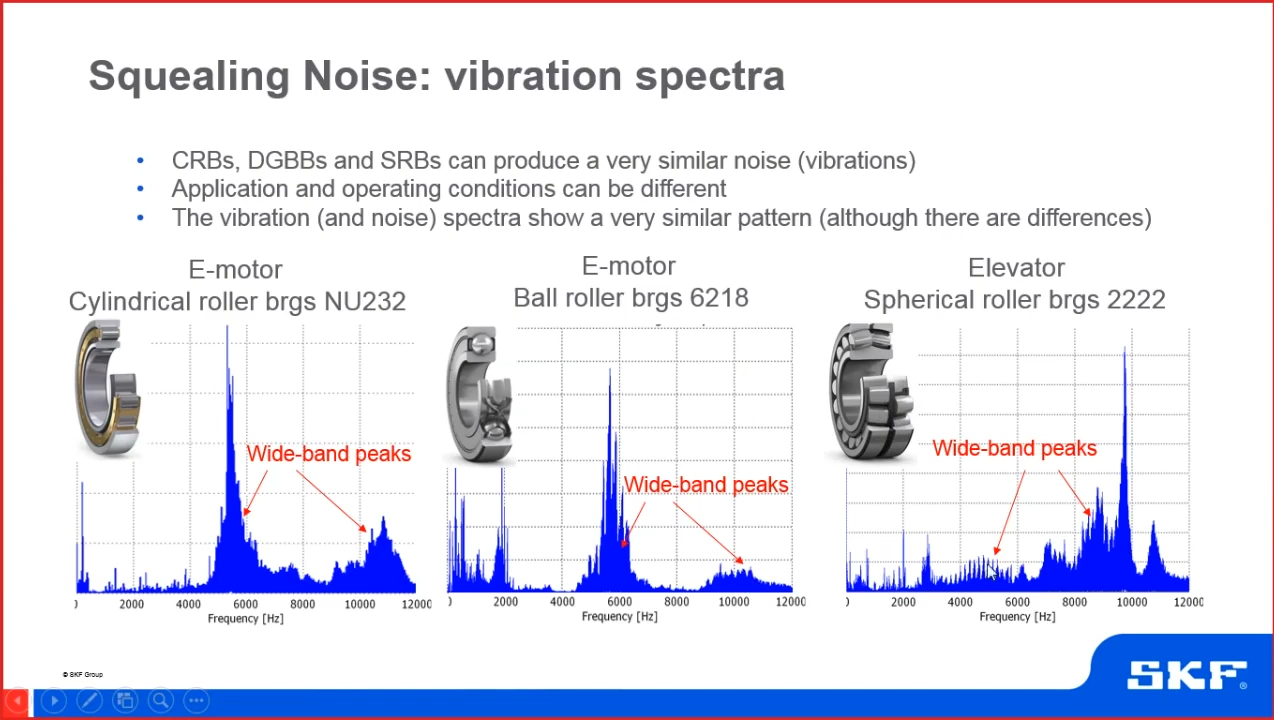 Squealing Noise: vibration spectra
• CRBs, DGBBs and SRBs can produce a very similar noise (vibrations)
• Application and operating conditions can be different
• The vibration (and noise) spectra show a very similar pattern (although there are differences)
E-motor
Cylindrical roller brgs NU232
Wide-band peaks
2000 4000 6000 8000 10000 12000
Frequency [Hz]
E-motor
Ball roller brgs 6218
Wide-band peaks
2000 4000 6000 8000 10000 12000
Frequency [Hz]
Elevator
Spherical roller brgs 2222
Wide-band peaks
2000 4000 6000 8000 10000 12000
Frequency [Hz]
© SKF Group
SKF®